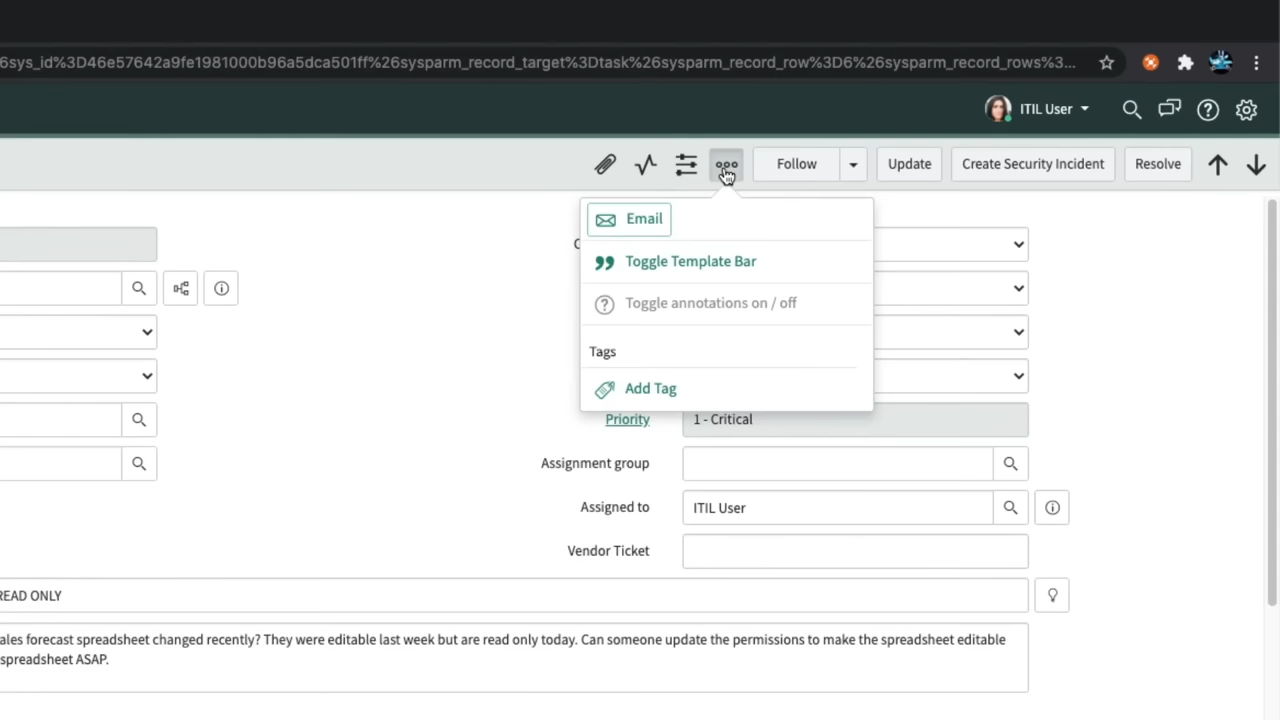 6sys_id%3D46e57642a9fe1981000b96a5dca501ff%26sysparm_record_target%3Dtask%26sysparm_record_row%3D6%26sysparm_record_rows%3...
ITIL User
Follow
Update
Create Security Incident
Resolve
Email
Toggle Template Bar
Toggle annotations on / off
Tags
Add Tag
Priority
1 - Critical
Assignment group
Assigned to
ITIL User
Vendor Ticket
READ ONLY
ales forecast spreadsheet changed recently? They were editable last week but are read only today. Can someone update the permissions to make the spreadsheet editable
spreadsheet ASAP.